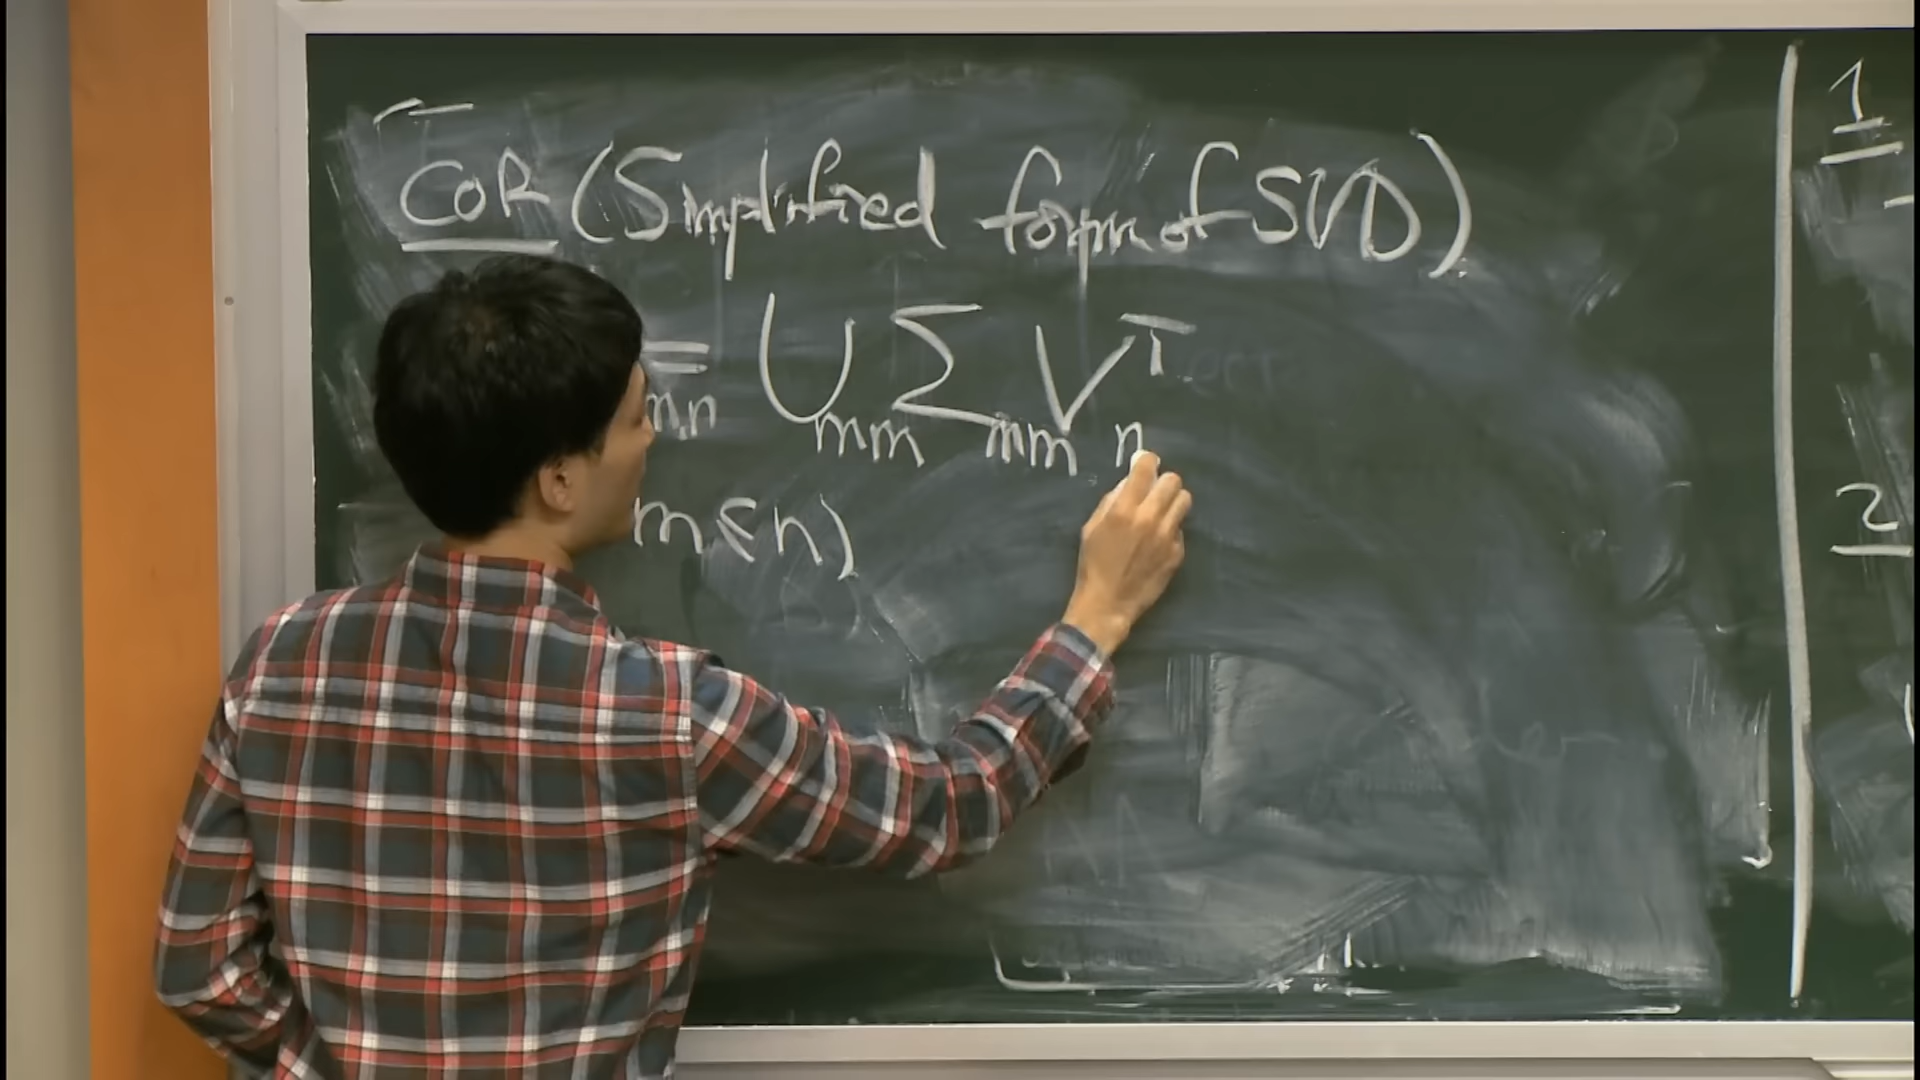 COR (Simplified form of SVD)
mn = U mm Σ mm V^T n
m ≤ n)
1
2